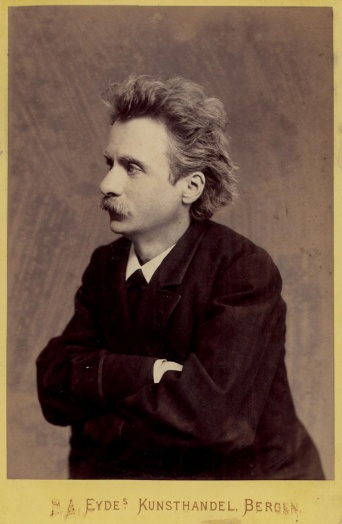 A. EYDEˢ KUNSTHANDEL, BERGEN.